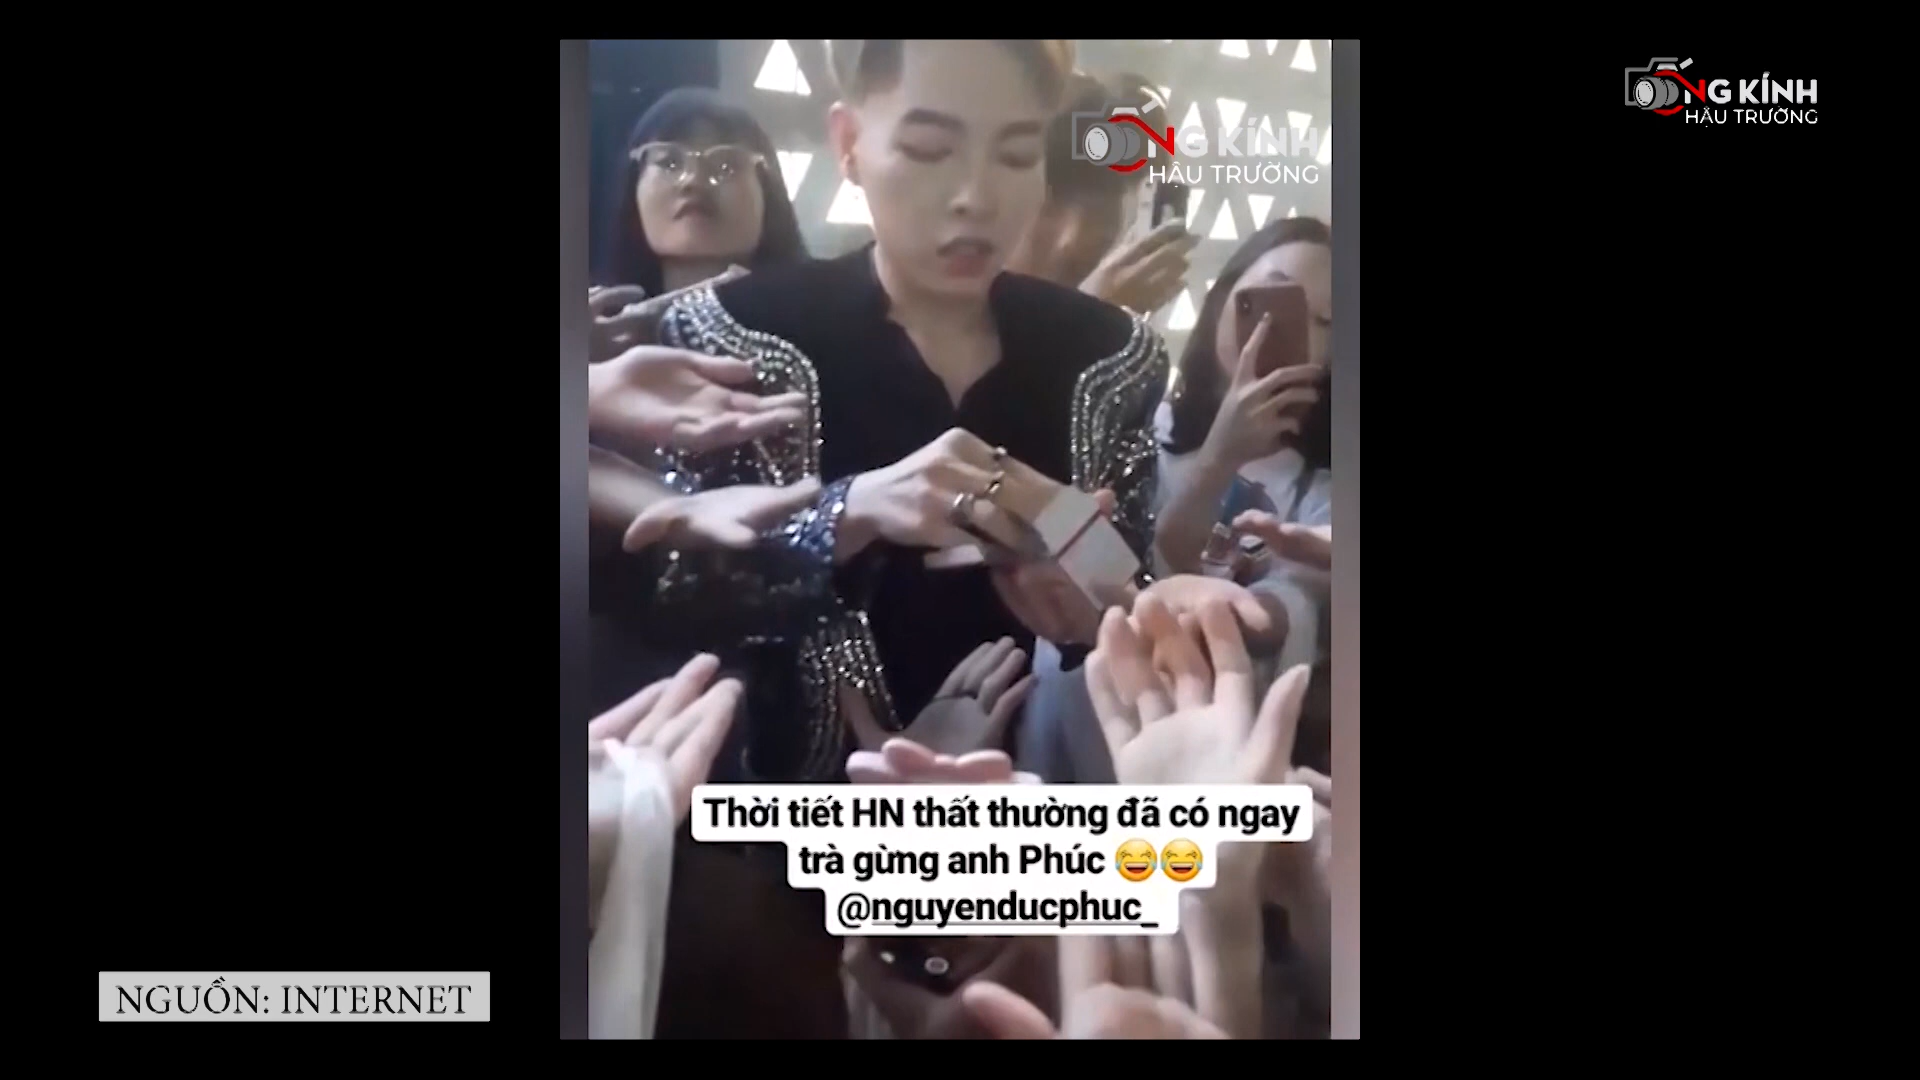 NG KÍNH
HẬU TRƯỜNG
NG KÍNH
HẬU TRƯỜNG
Thời tiết HN thất thường đã có ngay
trà gừng anh Phúc 😂😂
@nguyenducphuc_
NGUỒN: INTERNET